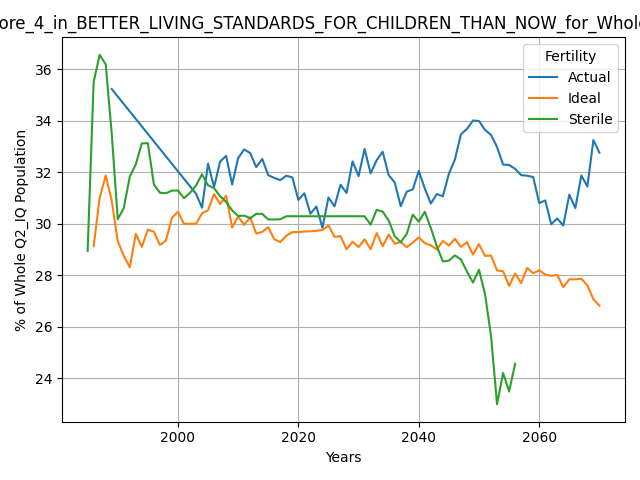 ore_4_in_BETTER_LIVING_STANDARDS_FOR_CHILDREN_THAN_NOW_for_Whole
Fertility
Actual
Ideal
Sterile
% of Whole Q2_IQ Population
36
34
32
30
28
26
24
2000 2020 2040 2060
Years